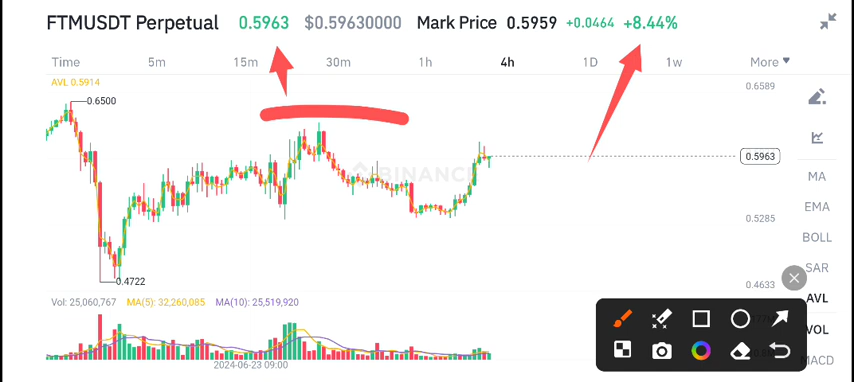 FTMUSDT Perpetual 0.5963 $0.59630000 Mark Price 0.5959 +0.0464 +8.44%
Time 5m 15m 30m 1h 4h 1D 1w More
AVL 0.5914
0.6589
0.6500
BINANCE
0.5963
MA
EMA
0.5285
BOLL
SAR
0.4722
0.4633
AVL
Vol: 25,060,767 MA(5): 32,260,085 MA(10): 25,519,920
VOL
MACD
2024-06-23 09:00